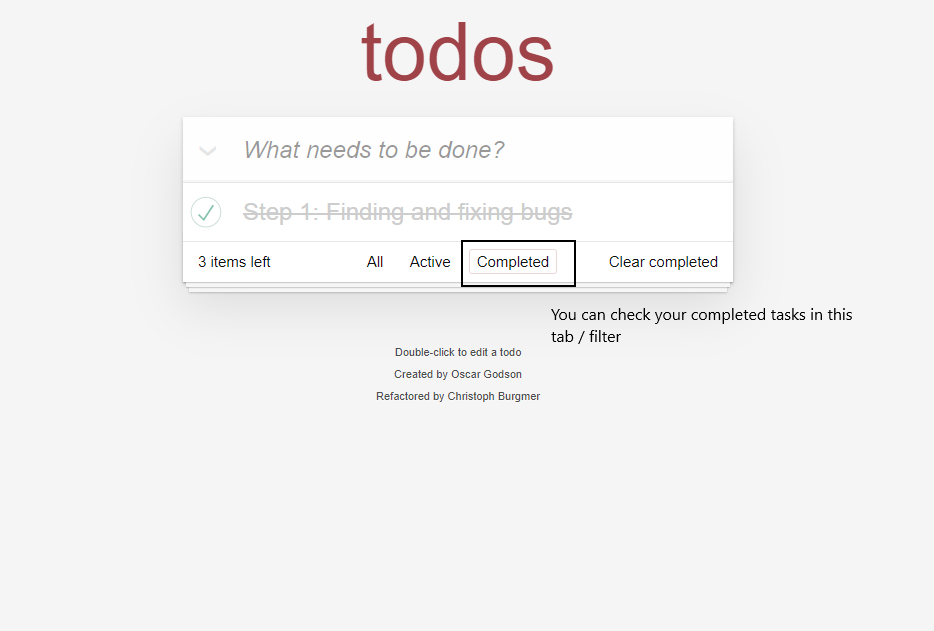 todos
What needs to be done?
Step 1: Finding and fixing bugs
3 items left All Active Completed Clear completed
You can check your completed tasks in this
tab / filter
Double-click to edit a todo
Created by Oscar Godson
Refactored by Christoph Burgmer